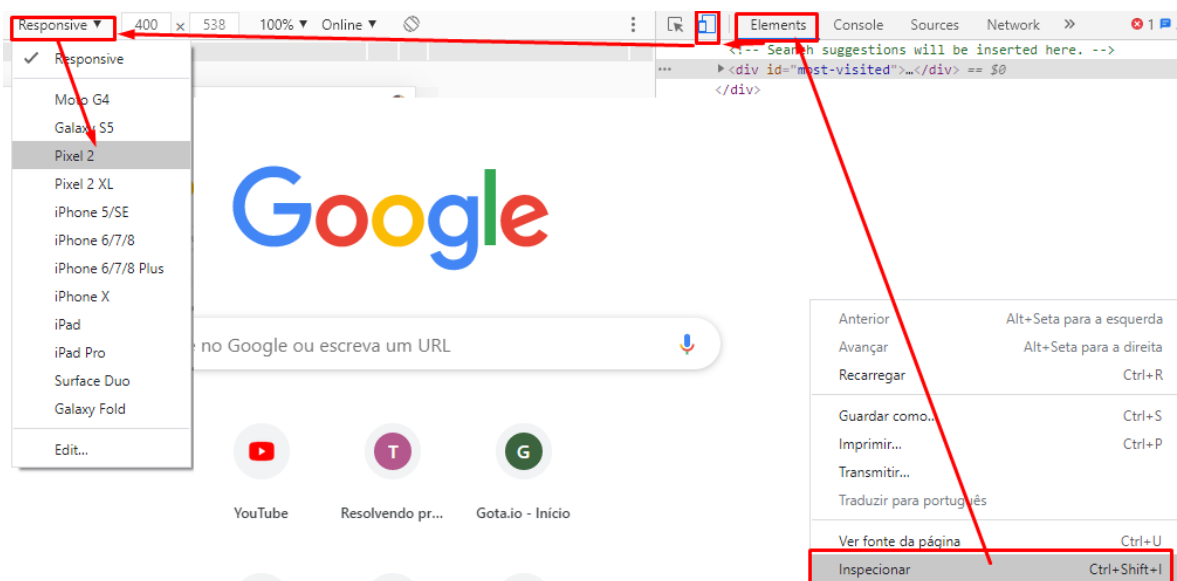 Responsive ▼ 400 x 538 100% ▼ Online ▼
Elements Console Sources Network » 1
<!-- Search suggestions will be inserted here. -->
... ▶<div id="most-visited">…</div> == $0
</div>
✓ Responsive
Moto G4
Galaxy S5
Pixel 2
Pixel 2 XL
iPhone 5/SE
iPhone 6/7/8
iPhone 6/7/8 Plus
iPhone X
iPad
iPad Pro
Surface Duo
Galaxy Fold
Edit...
Google
no Google ou escreva um URL
T
G
YouTube
Resolvendo pr...
Gota.io - Início
Anterior Alt+Seta para a esquerda
Avançar Alt+Seta para a direita
Recarregar Ctrl+R
Guardar como... Ctrl+S
Imprimir... Ctrl+P
Transmitir...
Traduzir para português
Ver fonte da página Ctrl+U
Inspecionar Ctrl+Shift+I